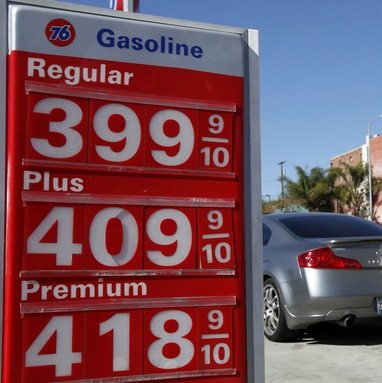 76 Gasoline
Regular
399 9/10
Plus
409 9/10
Premium
418 9/10